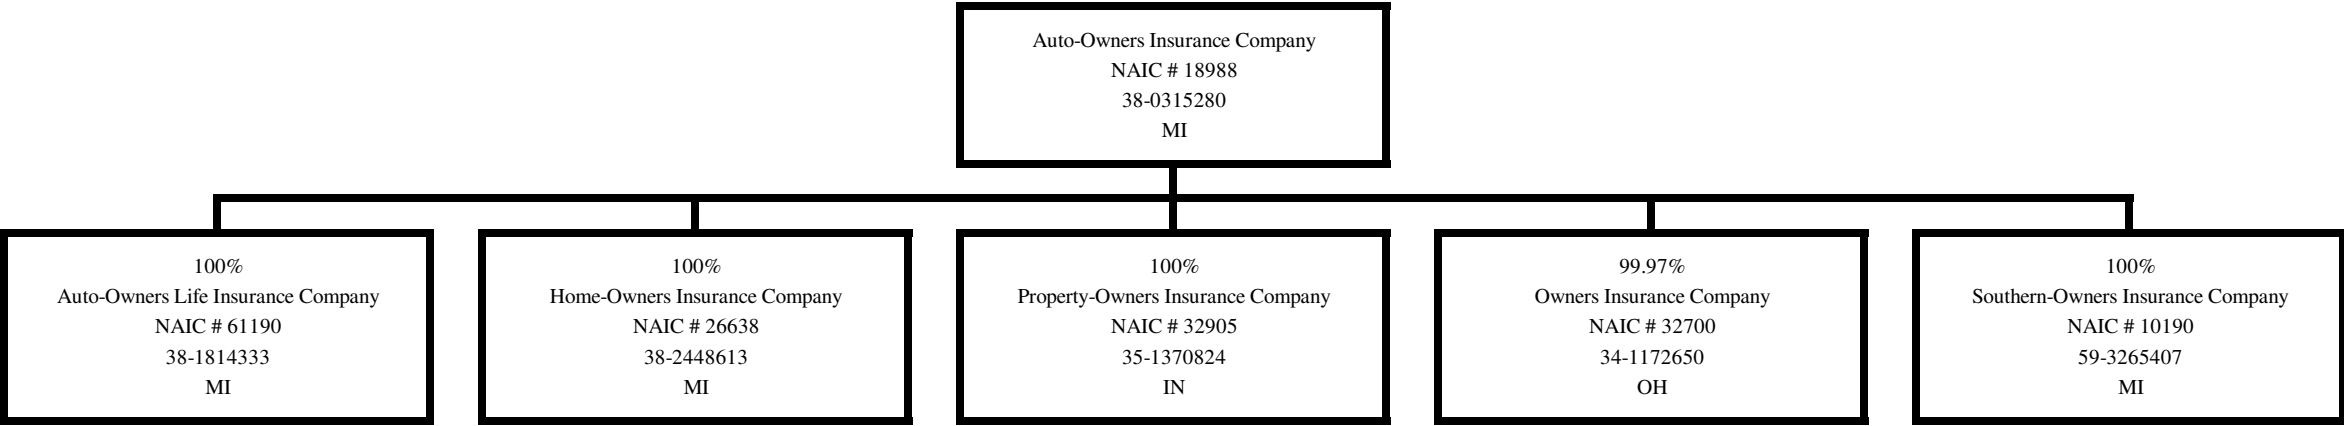 Auto-Owners Insurance Company
NAIC # 18988
38-0315280
MI
100%
Auto-Owners Life Insurance Company
NAIC # 61190
38-1814333
MI
100%
Home-Owners Insurance Company
NAIC # 26638
38-2448613
MI
100%
Property-Owners Insurance Company
NAIC # 32905
35-1370824
IN
99.97%
Owners Insurance Company
NAIC # 32700
34-1172650
OH
100%
Southern-Owners Insurance Company
NAIC # 10190
59-3265407
MI